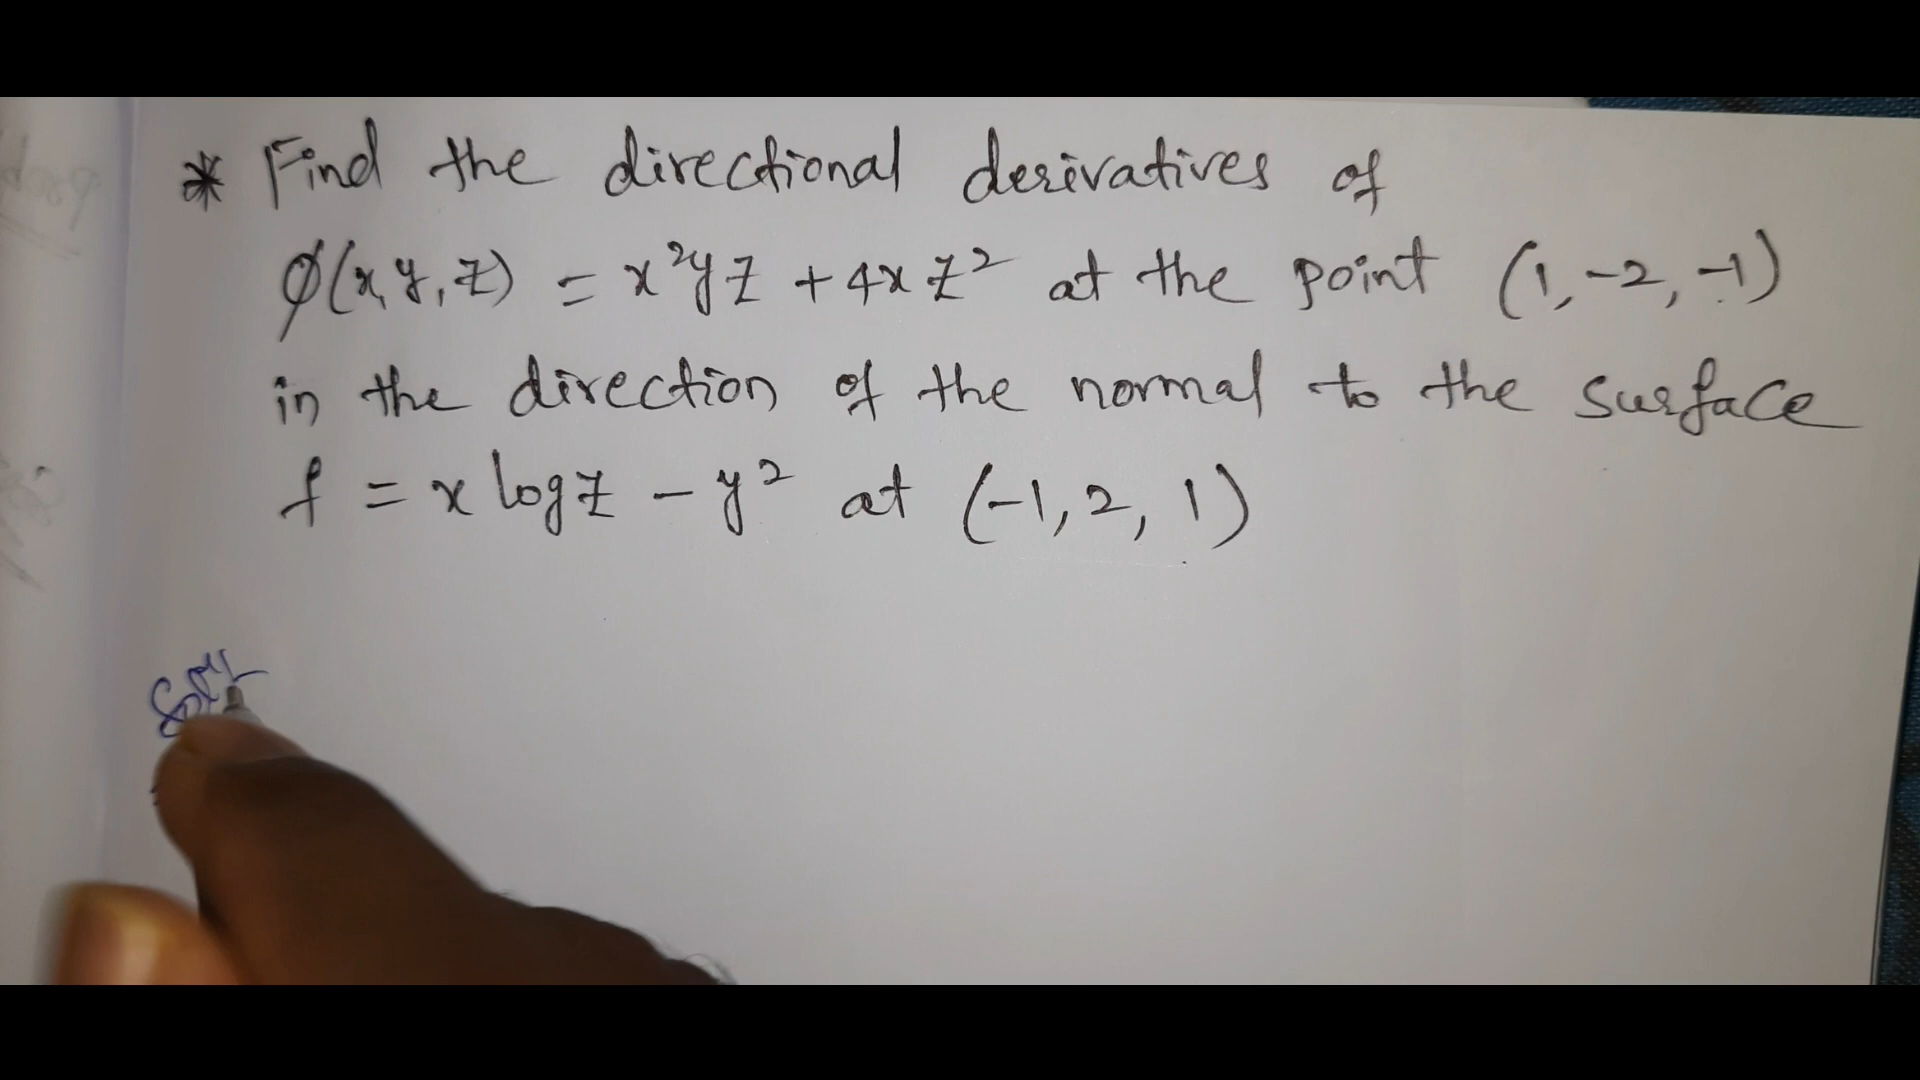 * Find the directional derivatives of
φ(x, y, z) = x²yz + 4xz² at the point (1, -2, -1)
in the direction of the normal to the surface
f = x log z - y² at (-1, 2, 1)